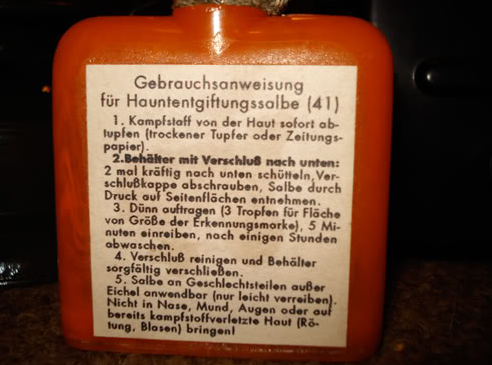 Gebrauchsanweisung
für Hauntentgiftungssalbe (41)
1. Kampfstaff von der Haut sofort ab-
tupfen (trockener Tupfer oder Zeitungs-
papier).
2.Behälter mit Verschluß nach unten:
2 mal kräftig nach unten schütteln,Ver-
schlußkappe abschrauben, Salbe durch
Druck auf Seitenflächen entnehmen.
3. Dünn auftragen (3 Tropfen für Fläche
von Größe der Erkennungsmarke), 5 Mi-
nuten einreiben, nach einigen Stunden
abwaschen.
4. Verschluß reinigen und Behälter
sorgfältig verschließen.
5. Salbe an Geschlechtsteilen außer
Eichel anwendbar (nur leicht verreiben).
Nicht in Nase, Mund, Augen oder auf
bereits kampfstoffverletzte Haut (Rö-
tung, Blasen) bringen!